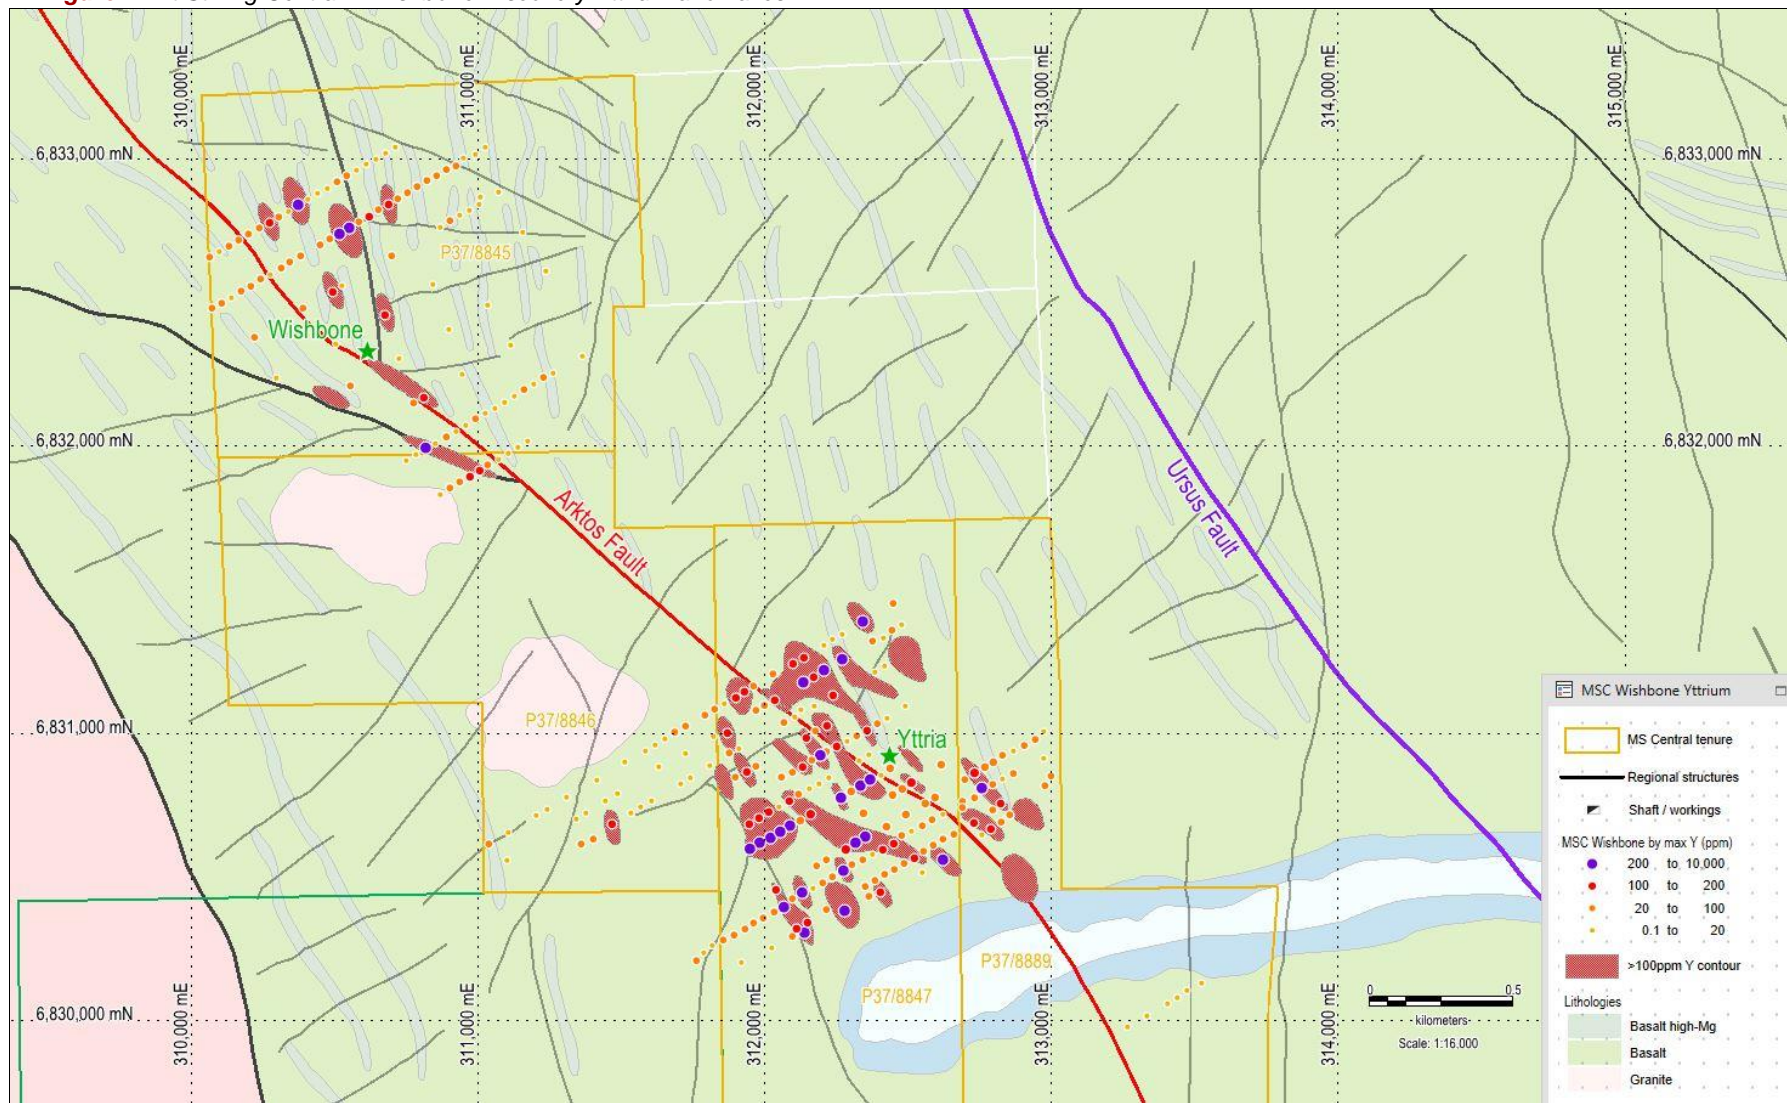 310,000 mE
311,000 mE
312,000 mE
313,000 mE
314,000 mE
315,000 mE
6,833,000 mN
6,833,000 mN
P37/8845
Wishbone
6,832,000 mN
6,832,000 mN
Arktos Fault
Ursus Fault
6,831,000 mN
P37/8846
Yttria
P37/8889
P37/8847
6,830,000 mN
310,000 mE
311,000 mE
312,000 mE
313,000 mE
314,000 mE
0 0.5
kilometers
Scale: 1:16,000
MSC Wishbone Yttrium
MS Central tenure
Regional structures
Shaft / workings
MSC Wishbone by max Y (ppm)
200 to 10,000
100 to 200
20 to 100
0.1 to 20
>100ppm Y contour
Lithologies
Basalt high-Mg
Basalt
Granite